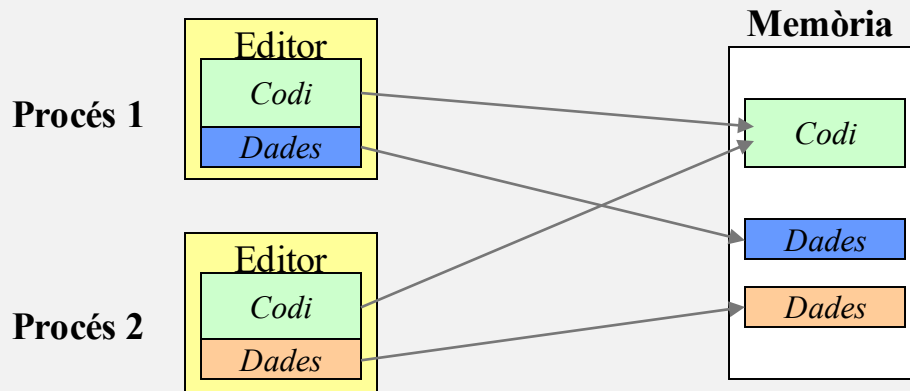 Memòria
Procés 1
Editor
Codi
Dades
Codi
Dades
Dades
Procés 2
Editor
Codi
Dades